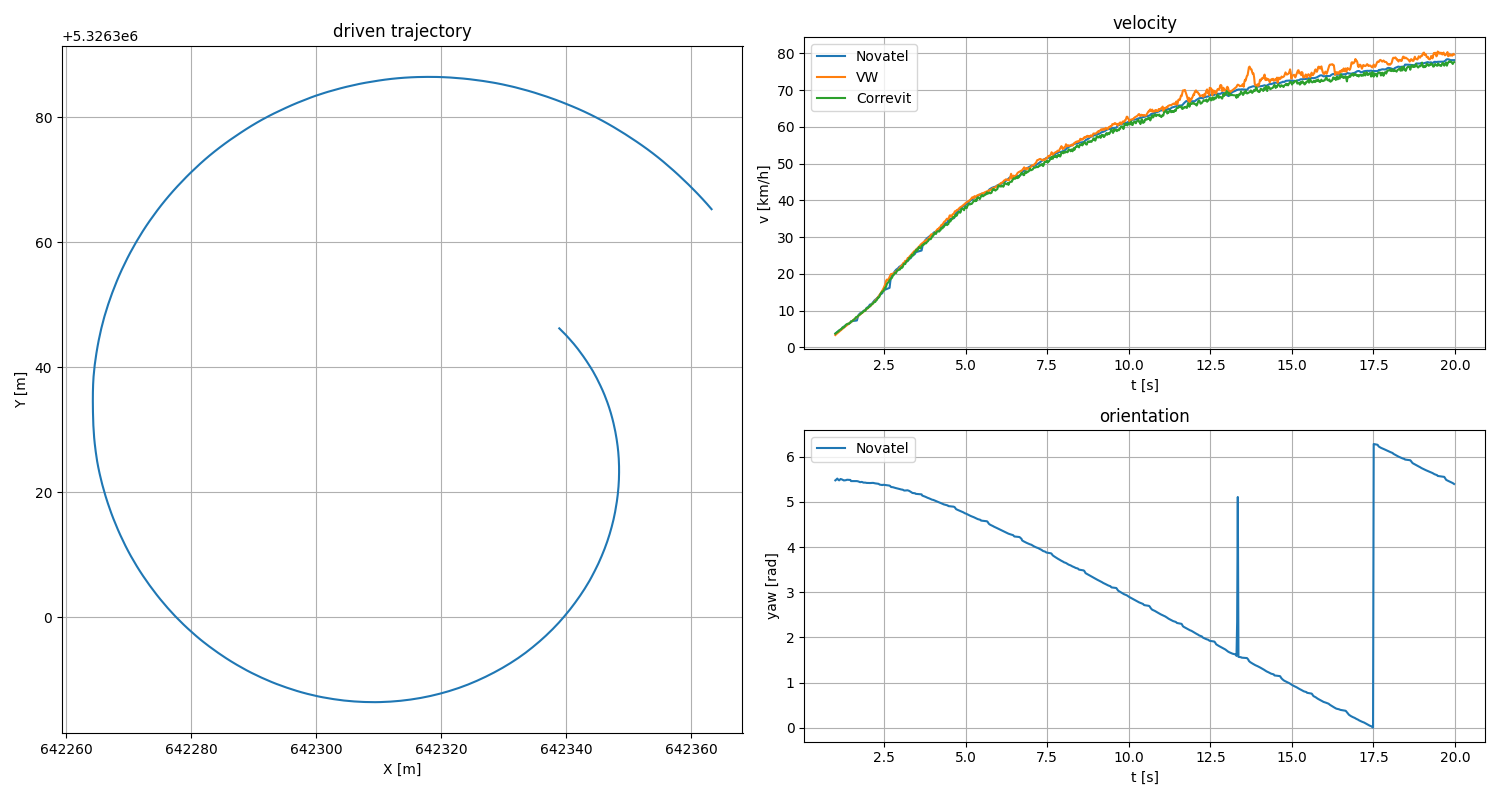 driven trajectory
+5.3263e6
80
60
40
20
0
Y [m]
642260 642280 642300 642320 642340 642360
X [m]
velocity
Novatel
VW
Correvit
80
70
60
50
40
30
20
10
0
v [km/h]
2.5 5.0 7.5 10.0 12.5 15.0 17.5 20.0
t [s]
orientation
Novatel
6
5
4
3
2
1
0
yaw [rad]
2.5 5.0 7.5 10.0 12.5 15.0 17.5 20.0
t [s]